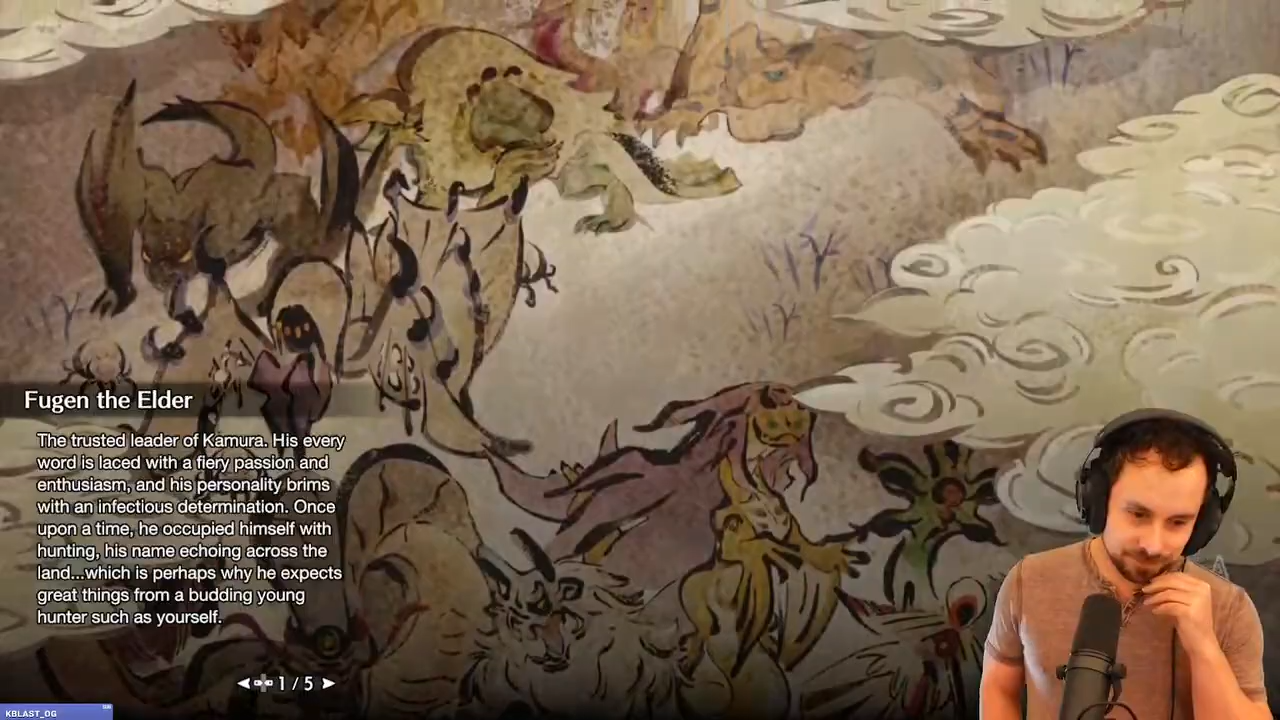 Fugen the Elder
The trusted leader of Kamura. His every
word is laced with a fiery passion and
enthusiasm, and his personality brims
with an infectious determination. Once
upon a time, he occupied himself with
hunting, his name echoing across the
land...which is perhaps why he expects
great things from a budding young
hunter such as yourself.
1 / 5
KBLAST_OG